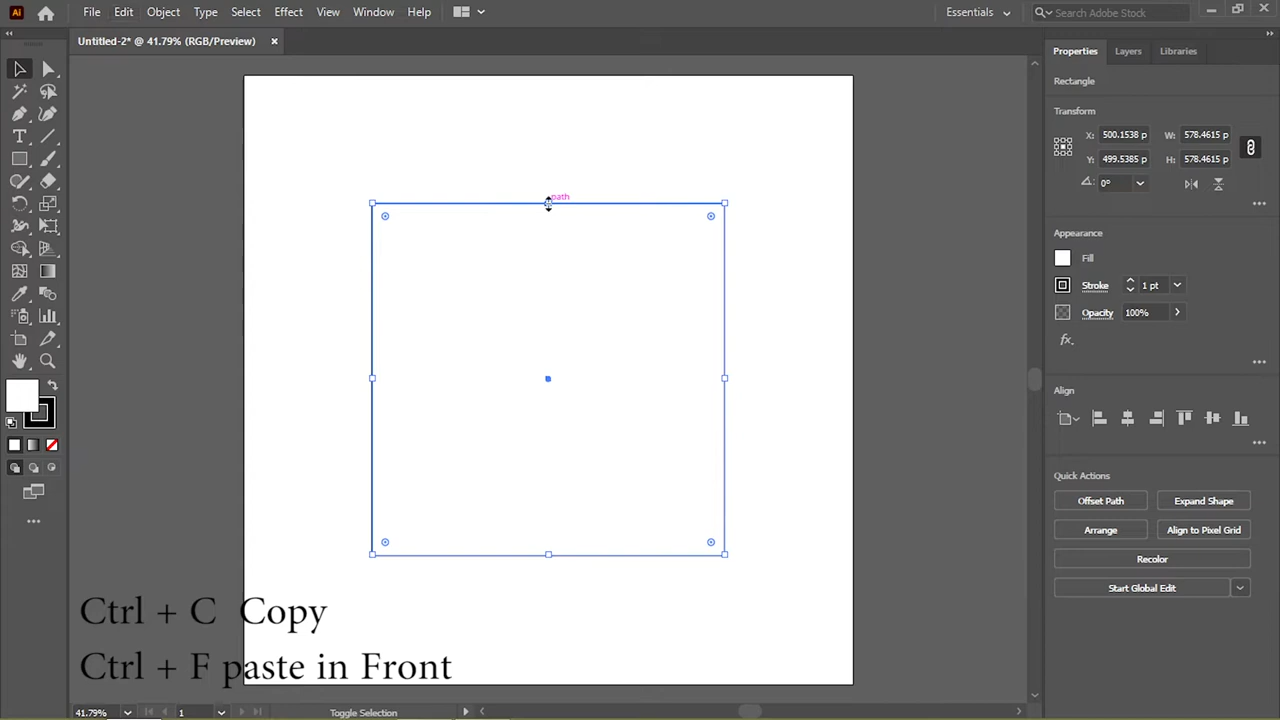 Ai File Edit Object Type Select Effect View Window Help Essentials Search Adobe Stock
Untitled-2* @ 41.79% (RGB/Preview) ×
Properties Layers Libraries
Rectangle
Transform
X: 500.1538 p W: 578.4615 p
Y: 499.5385 p H: 578.4615 p
0°
path
Appearance
Fill
Stroke 1 pt
Opacity 100%
fx.
Align
Quick Actions
Offset Path Expand Shape
Arrange Align to Pixel Grid
Recolor
Start Global Edit
Ctrl + C Copy
Ctrl + F paste in Front
41.79% 1 Toggle Selection